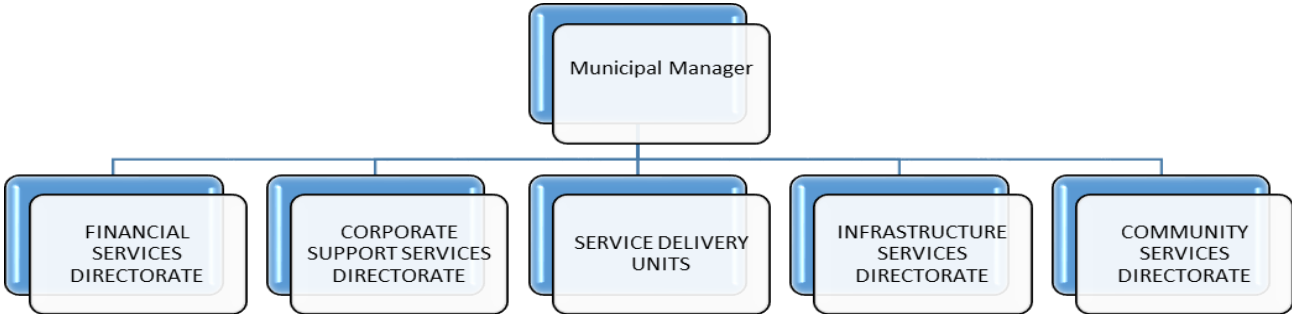 Municipal Manager
FINANCIAL
SERVICES
DIRECTORATE
CORPORATE
SUPPORT SERVICES
DIRECTORATE
SERVICE DELIVERY
UNITS
INFRASTRUCTURE
SERVICES
DIRECTORATE
COMMUNITY
SERVICES
DIRECTORATE